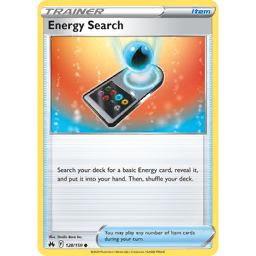 TRAINER
Item
Energy Search
Search your deck for a basic Energy card, reveal it,
and put it into your hand. Then, shuffle your deck.
You may play any number of Item cards
during your turn.
128/159